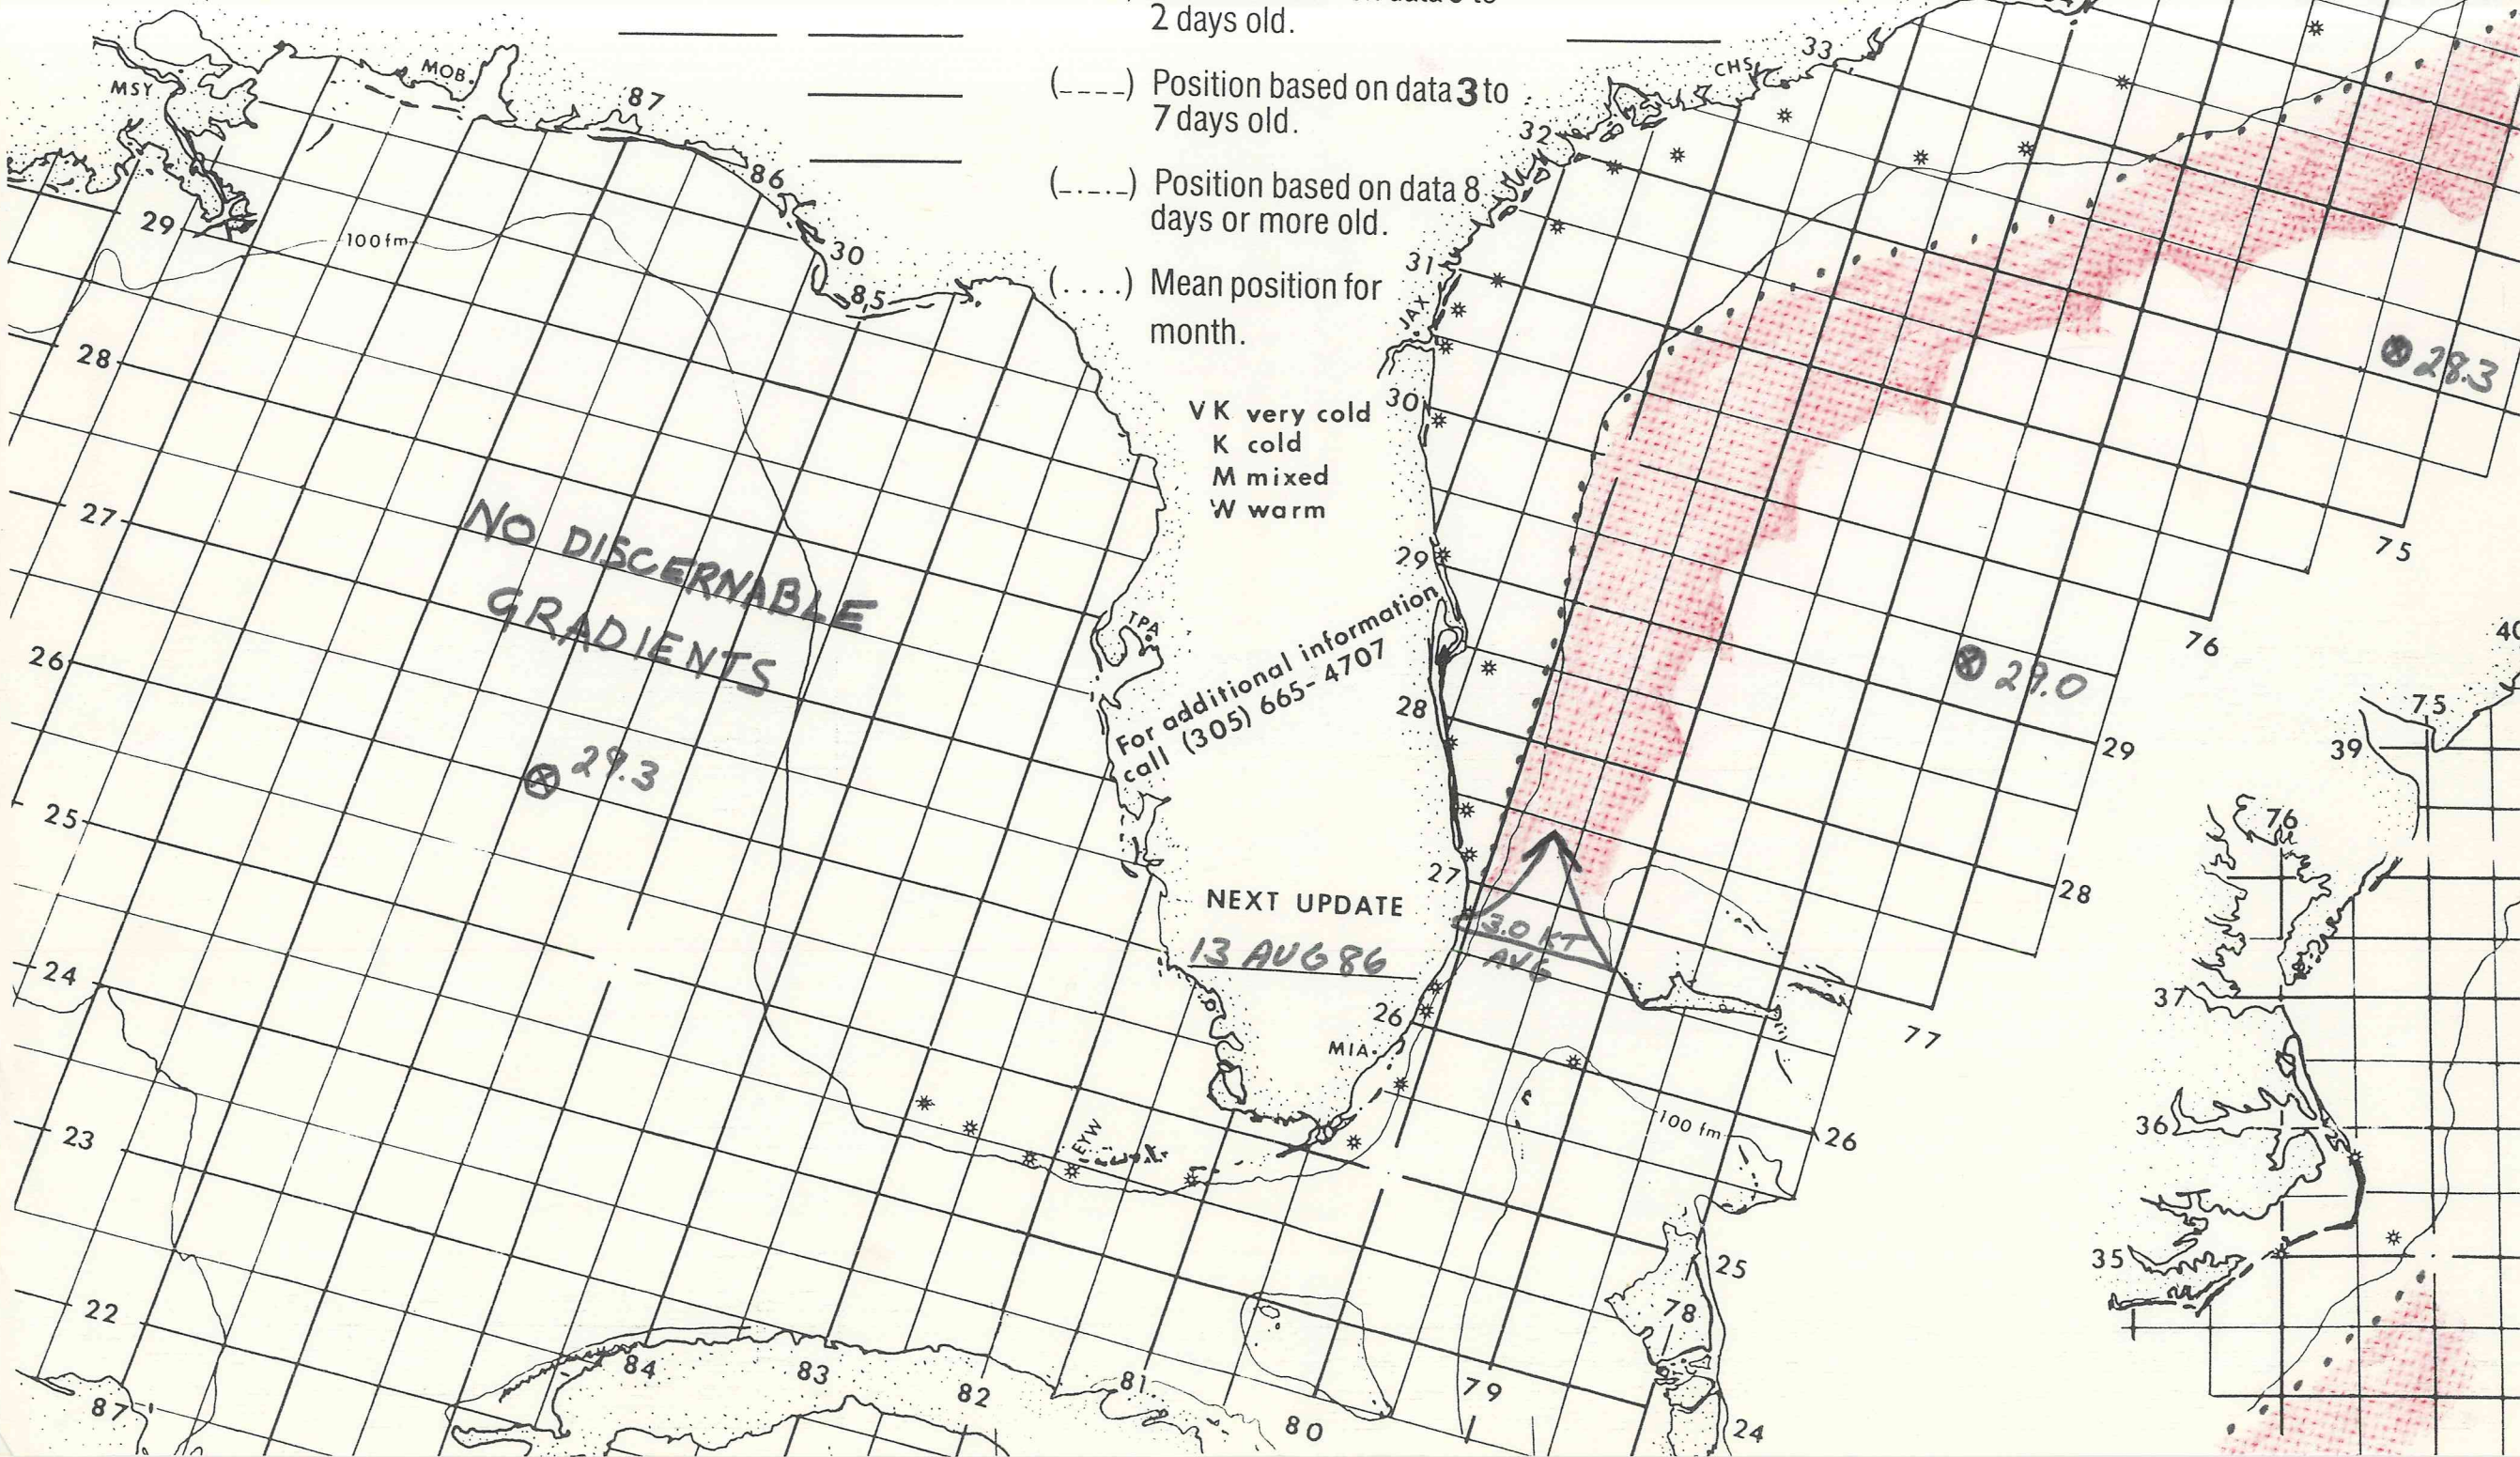 2 days old.
(----) Position based on data 3 to
7 days old.
(_._._) Position based on data 8
days or more old.
(....) Mean position for
month.
VK very cold
K cold
M mixed
W warm
For additional information
call (305) 665-4707
NEXT UPDATE
13 AUG 86
NO DISCERNABLE
GRADIENTS
29.3
3.0 KT
AVG
28.3
29.0
MSY
MOB
87
86
30
85
100 fm
29
28
27
26
25
24
23
22
87
84
83
82
81
80
79
78
24
25
26
100 fm
77
28
29
76
75
CHS
33
32
31
JAX
30
29
28
27
26
MIA
EYW
TPA
40
75
39
76
37
36
35